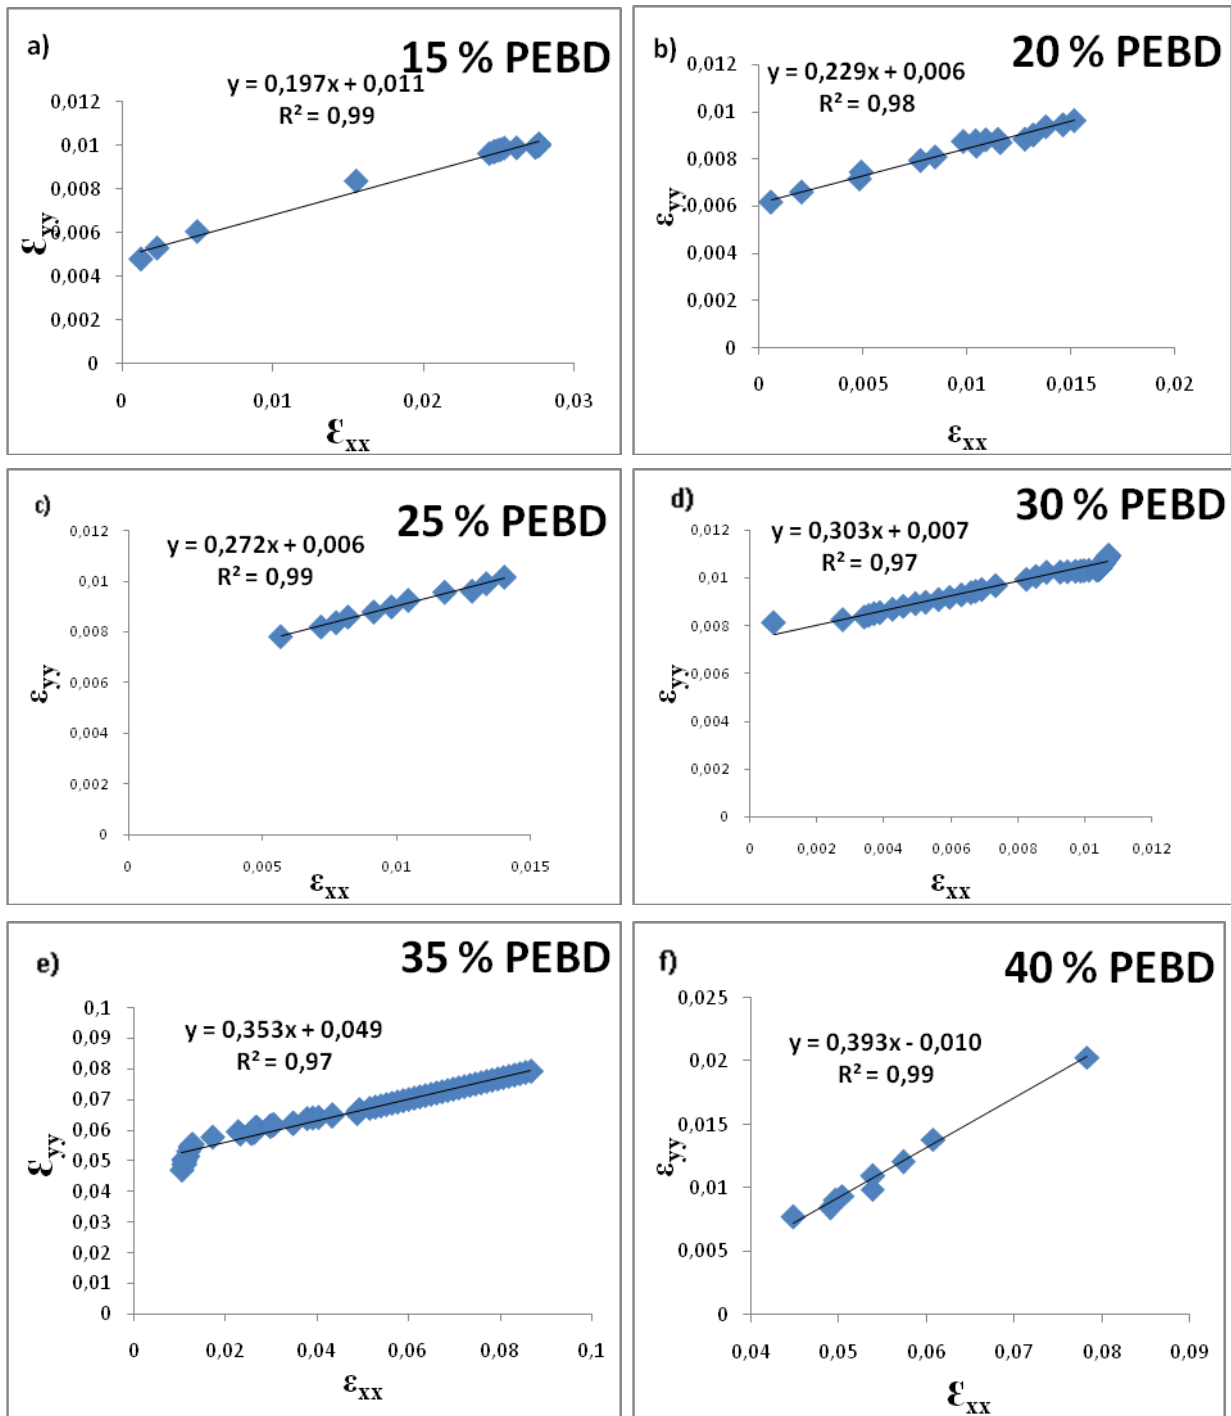 a)
15 % PEBD
y = 0,197x + 0,011
R² = 0,99
0,012
0,01
0,008
0,006
0,004
0,002
0
εyy
0
0,01
0,02
0,03
εxx
b)
20 % PEBD
y = 0,229x + 0,006
R² = 0,98
0,012
0,01
0,008
0,006
0,004
0,002
0
εyy
0
0,005
0,01
0,015
0,02
εxx
c)
25 % PEBD
y = 0,272x + 0,006
R² = 0,99
0,012
0,01
0,008
0,006
0,004
0,002
0
εyy
0
0,005
0,01
0,015
εxx
d)
30 % PEBD
y = 0,303x + 0,007
R² = 0,97
0,012
0,01
0,008
0,006
0,004
0,002
0
εyy
0
0,002
0,004
0,006
0,008
0,01
0,012
εxx
e)
35 % PEBD
y = 0,353x + 0,049
R² = 0,97
0,1
0,09
0,08
0,07
0,06
0,05
0,04
0,03
0,02
0,01
0
εyy
0
0,02
0,04
0,06
0,08
0,1
εxx
f)
40 % PEBD
y = 0,393x - 0,010
R² = 0,99
0,025
0,02
0,015
0,01
0,005
0
εyy
0,04
0,05
0,06
0,07
0,08
0,09
εxx